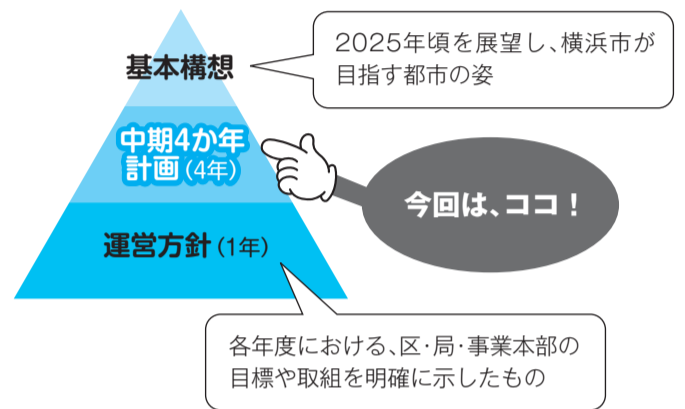 基本構想
2025年頃を展望し、横浜市が
目指す都市の姿
中期4か年
計画(4年)
今回は、ココ！
運営方針(1年)
各年度における、区・局・事業本部の
目標や取組を明確に示したもの